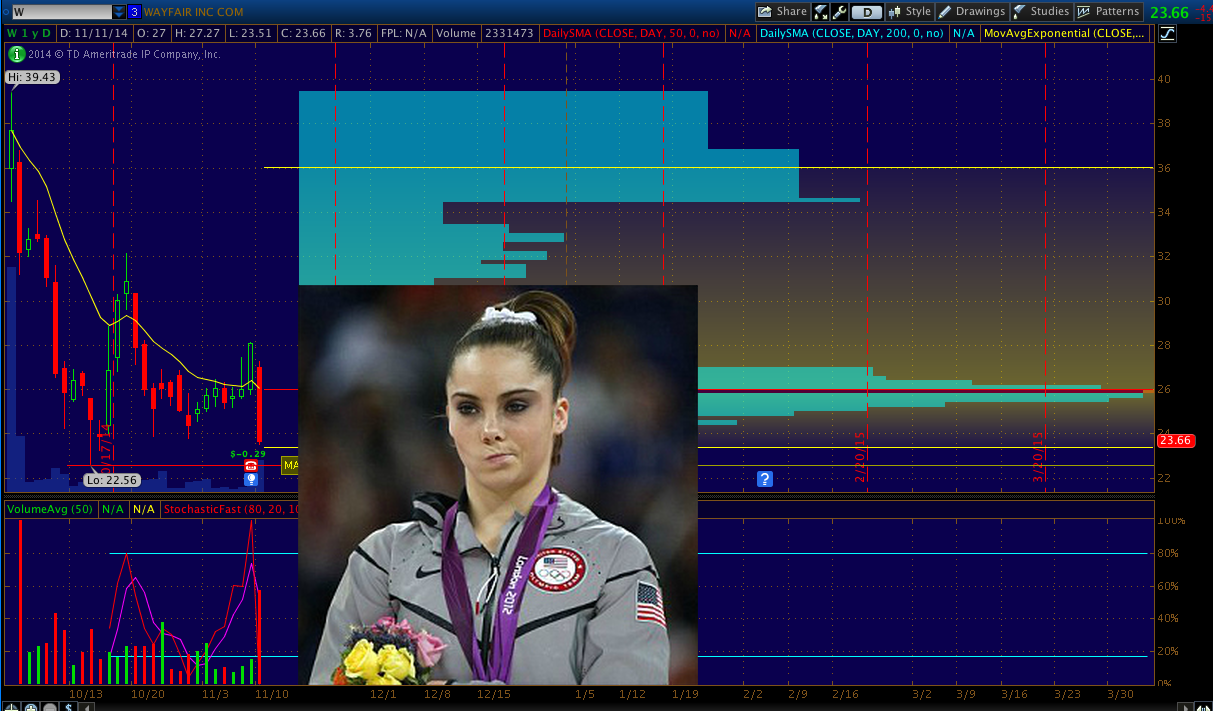 W 3 WAYFAIR INC COM Share D Style Drawings Studies Patterns 23.66
W 1 y D D: 11/11/14 O: 27 H: 27.27 L: 23.51 C: 23.66 R: 3.76 FPL: N/A Volume 2331473 DailySMA (CLOSE, DAY, 50, 0, no) N/A DailySMA (CLOSE, DAY, 200, 0, no) N/A MovAvgExponential (CLOSE,...
2014 © TD Ameritrade IP Company, Inc.
Hi: 39.43
40
38
36
34
32
30
28
26
24
23.66
22
2/20/15
3/20/15
$-0.29
MA
Lo: 22.56
?
VolumeAvg (50) N/A N/A StochasticFast (80, 20, 10
100%
80%
60%
40%
20%
0%
London 2012
10/13 10/20 11/3 11/10 12/1 12/8 12/15 1/5 1/12 1/19 2/2 2/9 2/16 3/2 3/9 3/16 3/23 3/30
$